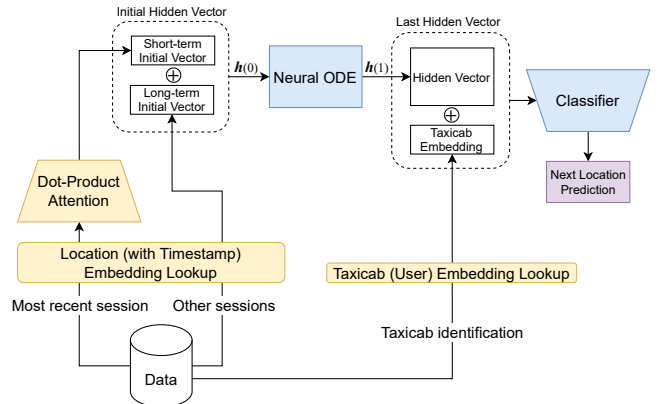 Initial Hidden Vector
Short-term
Initial Vector
⊕
Long-term
Initial Vector
h(0)
Neural ODE
h(1)
Last Hidden Vector
Hidden Vector
⊕
Taxicab
Embedding
Classifier
Next Location
Prediction
Dot-Product
Attention
Location (with Timestamp)
Embedding Lookup
Taxicab (User) Embedding Lookup
Most recent session
Other sessions
Taxicab identification
Data